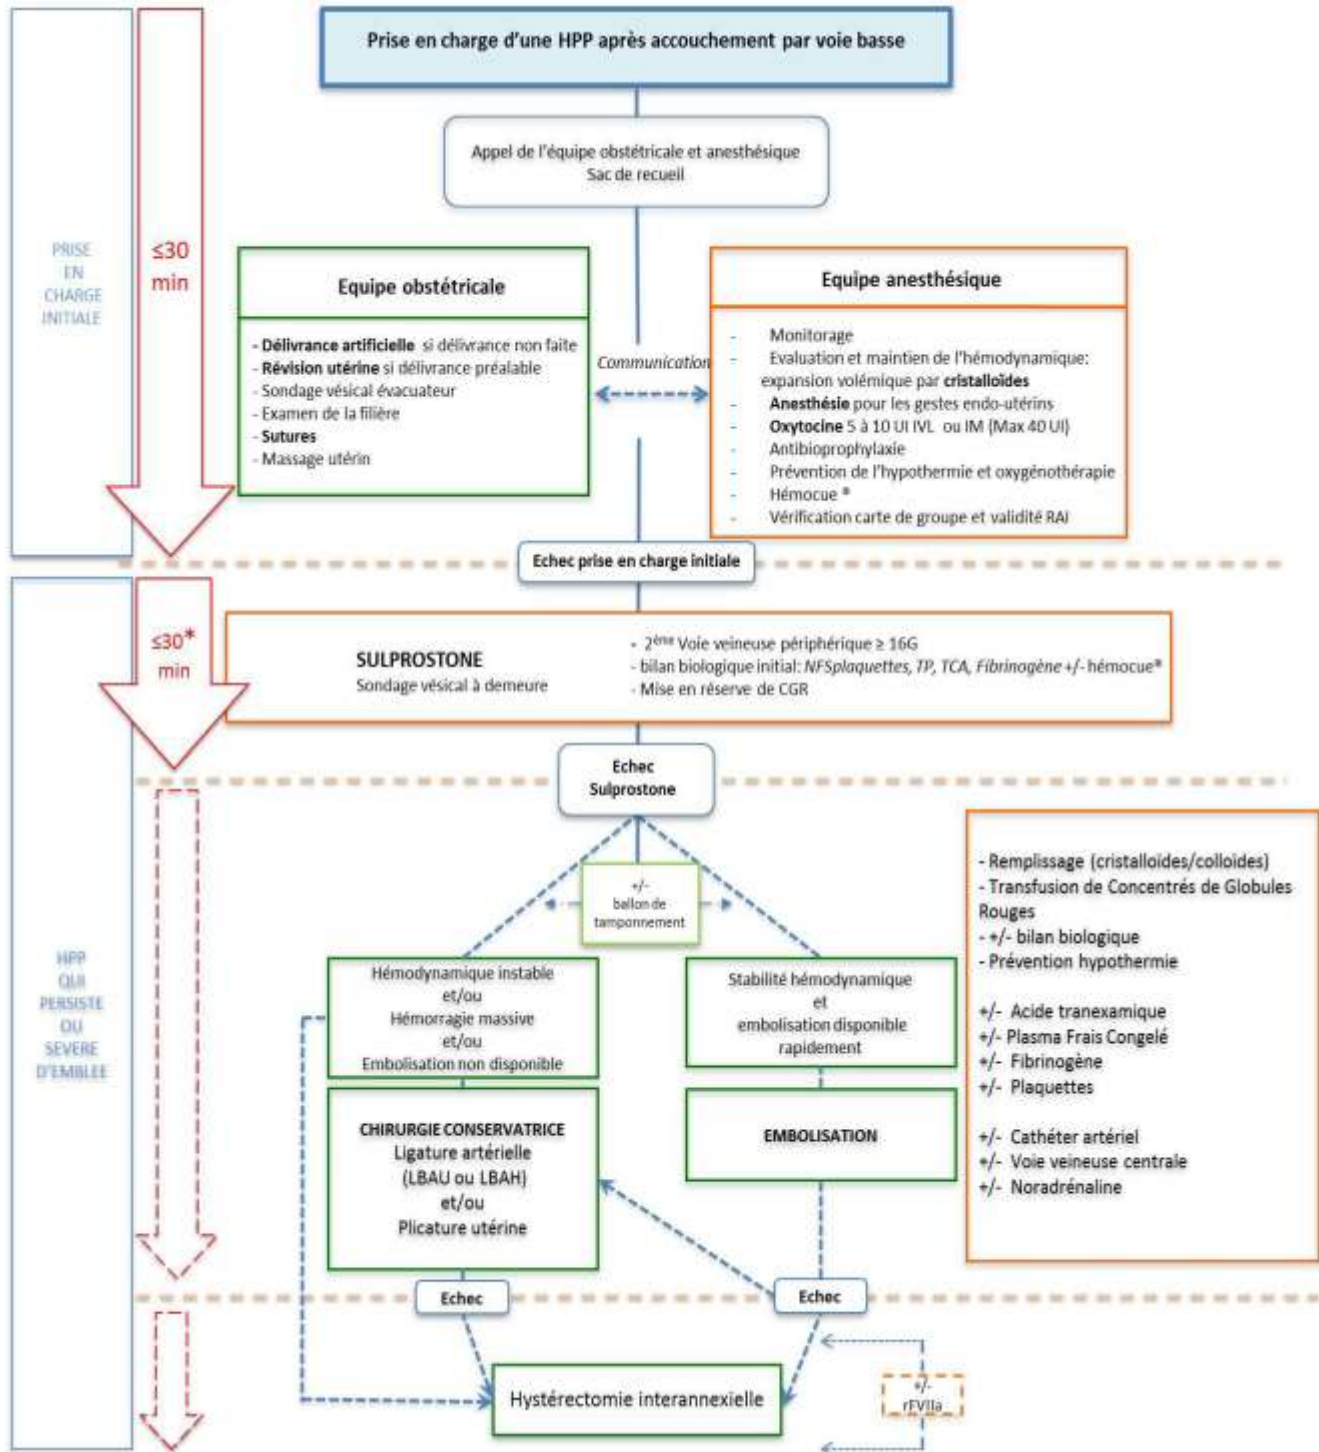 Prise en charge d'une HPP après accouchement par voie basse
Appel de l'équipe obstétricale et anesthésique
Sac de recueil
PRISE
EN
CHARGE
INITIALE
≤30
min
Equipe obstétricale
- Délivrance artificielle si délivrance non faite
- Révision utérine si délivrance préalable
- Sondage vésical évacuateur
- Examen de la filière
- Sutures
- Massage utérin
Communication
Equipe anesthésique
- Monitorage
- Evaluation et maintien de l'hémodynamique:
expansion volémique par cristalloïdes
- Anesthésie pour les gestes endo-utérins
- Oxytocine 5 à 10 UI IVL ou IM (Max 40 UI)
- Antibioprophylaxie
- Prévention de l'hypothermie et oxygénothérapie
- Hémocue ®
- Vérification carte de groupe et validité RAI
Echec prise en charge initiale
≤30*
min
SULPROSTONE
Sondage vésical à demeure
- 2ème Voie veineuse périphérique ≥ 16G
- bilan biologique initial: NFSplaquettes, TP, TCA, Fibrinogène +/- hémocue®
- Mise en réserve de CGR
Echec
Sulprostone
+/-
ballon de
tamponnement
HPP
QUI
PERSISTE
OU
SEVERE
D'EMBLEE
Hémodynamique instable
et/ou
Hémorragie massive
et/ou
Embolisation non disponible
Stabilité hémodynamique
et
embolisation disponible
rapidement
CHIRURGIE CONSERVATRICE
Ligature artérielle
(LBAU ou LBAH)
et/ou
Plicature utérine
EMBOLISATION
- Remplissage (cristalloïdes/colloïdes)
- Transfusion de Concentrés de Globules
Rouges
- +/- bilan biologique
- Prévention hypothermie
+/- Acide tranexamique
+/- Plasma Frais Congelé
+/- Fibrinogène
+/- Plaquettes
+/- Cathéter artériel
+/- Voie veineuse centrale
+/- Noradrénaline
Echec
Echec
Hystérectomie interannexielle
+/-
rFVIIa